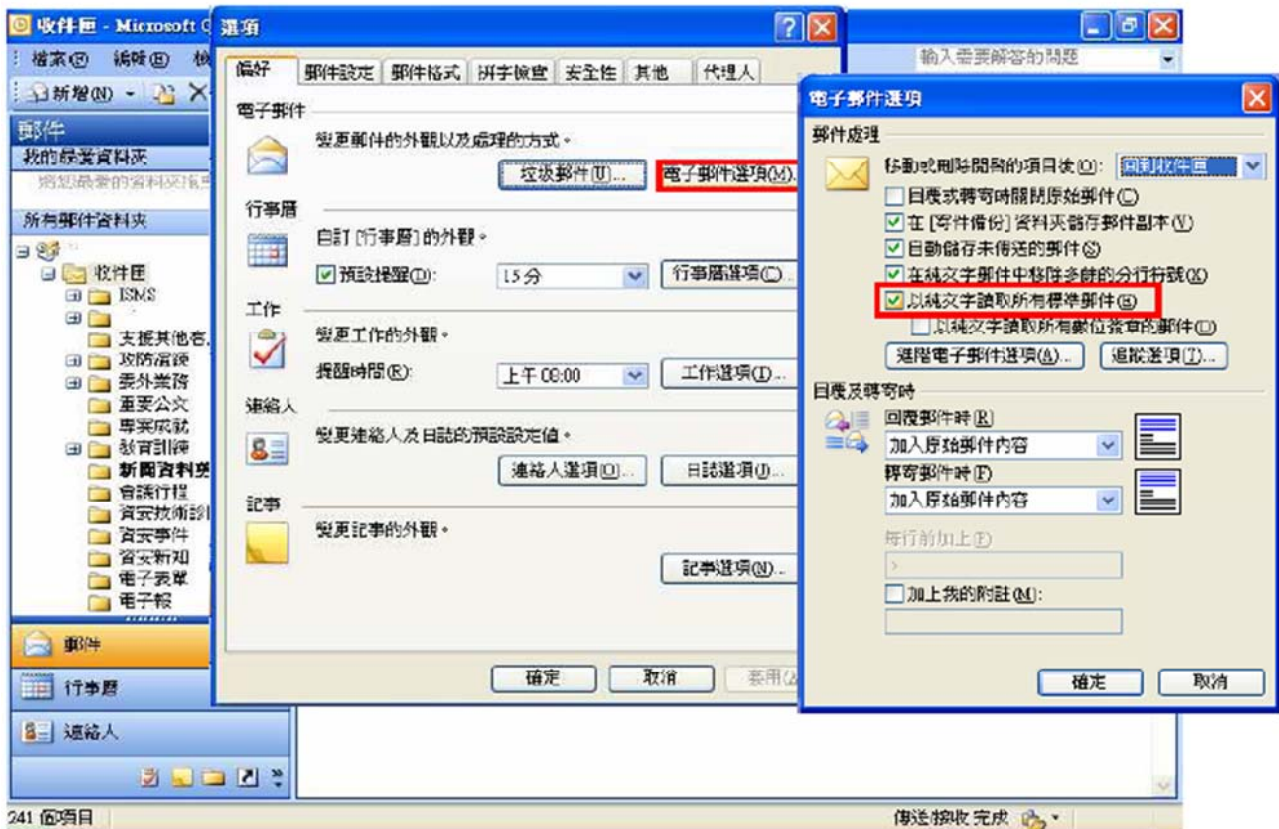 收件匣 - Microsoft O
檔案(F) 編輯(E) 檢
輸入需要解答的問題
新增(N)
郵件
我的最愛資料夾
所有郵件資料夾
收件匣
ISMS
支援其他客
攻防演練
委外業務
重要公文
專案成就
教育訓練
新聞資料夾
會議行程
資安技術診
資安事件
資安新知
電子表單
電子報
郵件
行事曆
連絡人
241 個項目
傳送/接收 完成
選項
偏好 郵件設定 郵件格式 拼字檢查 安全性 其他 代理人
電子郵件
變更郵件的外觀以及處理的方式。
垃圾郵件(U)... 電子郵件選項(M)...
行事曆
自訂 [行事曆] 的外觀。
預設提醒(D): 15 分 行事曆選項(C)...
工作
變更工作的外觀。
提醒時間(R): 上午 08:00 工作選項(T)...
連絡人
變更連絡人及日誌的預設設定值。
連絡人選項(O)... 日誌選項(J)...
記事
變更記事的外觀。
記事選項(N)...
確定 取消 套用(A
電子郵件選項
郵件處理
移動或刪除開啟的項目後(O): 回到收件匣
回覆或轉寄時關閉原始郵件(C)
在 [寄件備份] 資料夾儲存郵件副本(V)
自動儲存未傳送的郵件(S)
在純文字郵件中移除多餘的分行符號(X)
以純文字讀取所有標準郵件(B)
以純文字讀取所有數位簽章的郵件(D)
進階電子郵件選項(A)... 追蹤選項(T)...
回覆及轉寄時
回覆郵件時(R)
加入原始郵件內容
轉寄郵件時(F)
加入原始郵件內容
每行前加上(P)
>
加上我的附註(M):
確定 取消